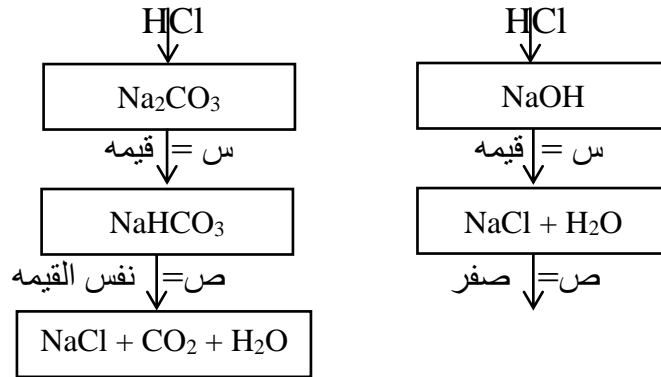 HCl
Na₂CO₃
س = قيمه
NaHCO₃
ص= نفس القيمه
NaCl + CO₂ + H₂O
HCl
NaOH
س = قيمه
NaCl + H₂O
ص= صفر